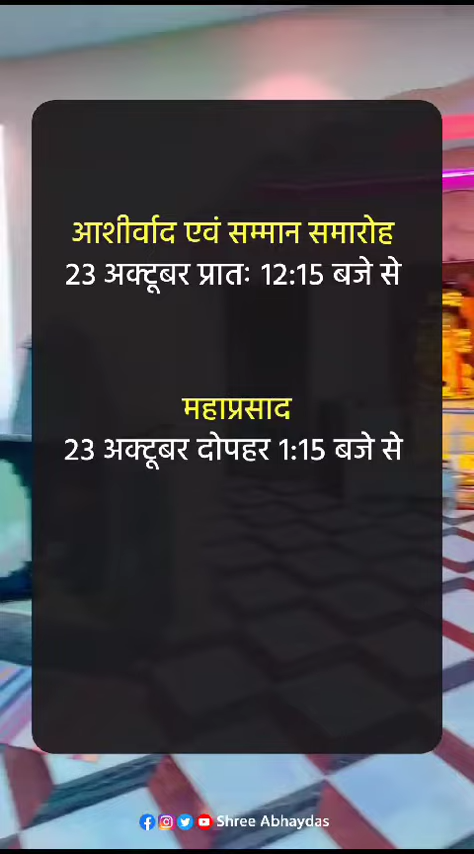 आशीर्वाद एवं सम्मान समारोह
23 अक्टूबर प्रातः 12:15 बजे से
महाप्रसाद
23 अक्टूबर दोपहर 1:15 बजे से
Shree Abhaydas